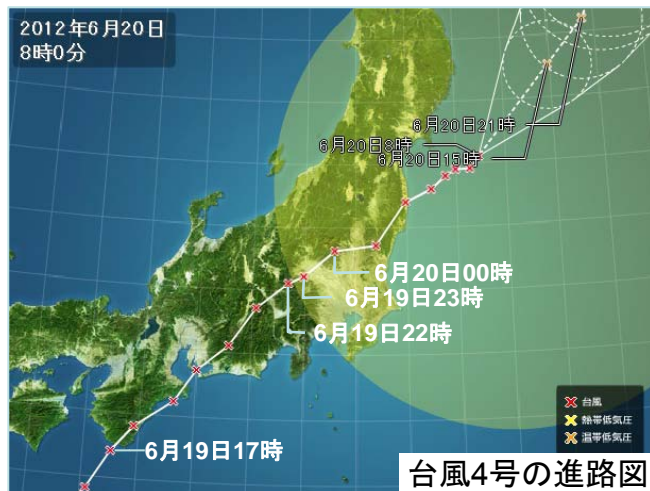 2012年6月20日
8時0分
6月20日21時
6月20日8時
6月20日15時
6月20日00時
6月19日23時
6月19日22時
6月19日17時
台風
熱帯低気圧
温帯低気圧
台風4号の進路図